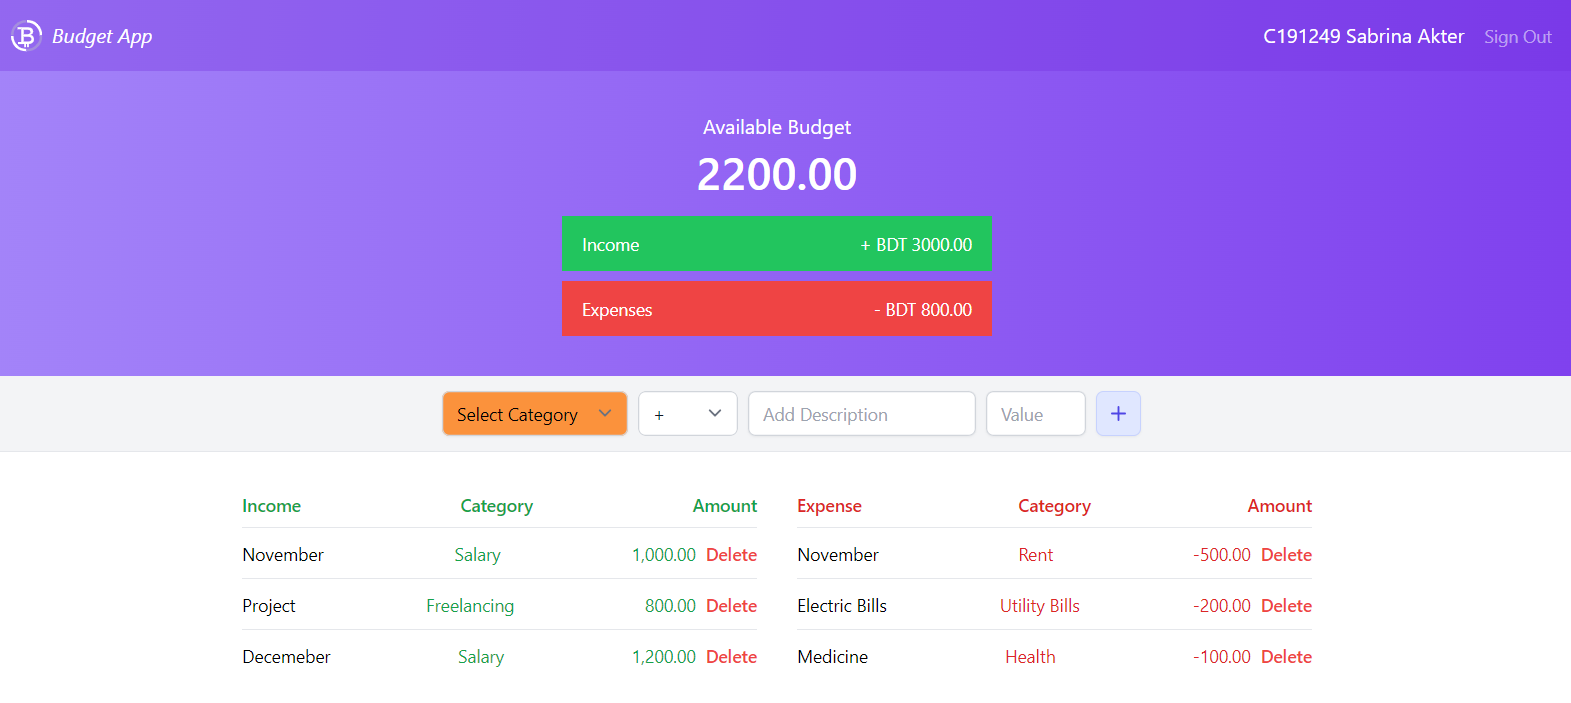 Budget App
C191249 Sabrina Akter Sign Out
Available Budget
2200.00
Income + BDT 3000.00
Expenses - BDT 800.00
Select Category + Add Description Value +
Income Category Amount
November Salary 1,000.00 Delete
Project Freelancing 800.00 Delete
Decemeber Salary 1,200.00 Delete
Expense Category Amount
November Rent -500.00 Delete
Electric Bills Utility Bills -200.00 Delete
Medicine Health -100.00 Delete